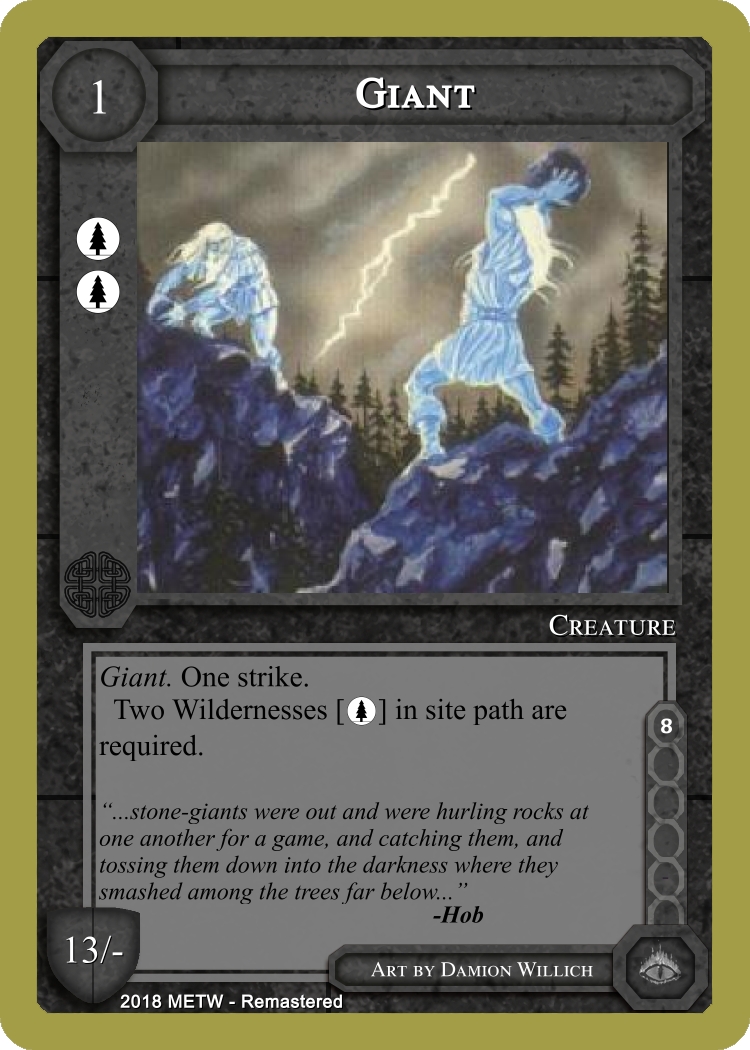 1
GIANT
CREATURE
Giant. One strike.
Two Wildernesses [ ] in site path are
required.
8
“...stone-giants were out and were hurling rocks at
one another for a game, and catching them, and
tossing them down into the darkness where they
smashed among the trees far below...”
-Hob
13/-
ART BY DAMION WILLICH
2018 METW - Remastered